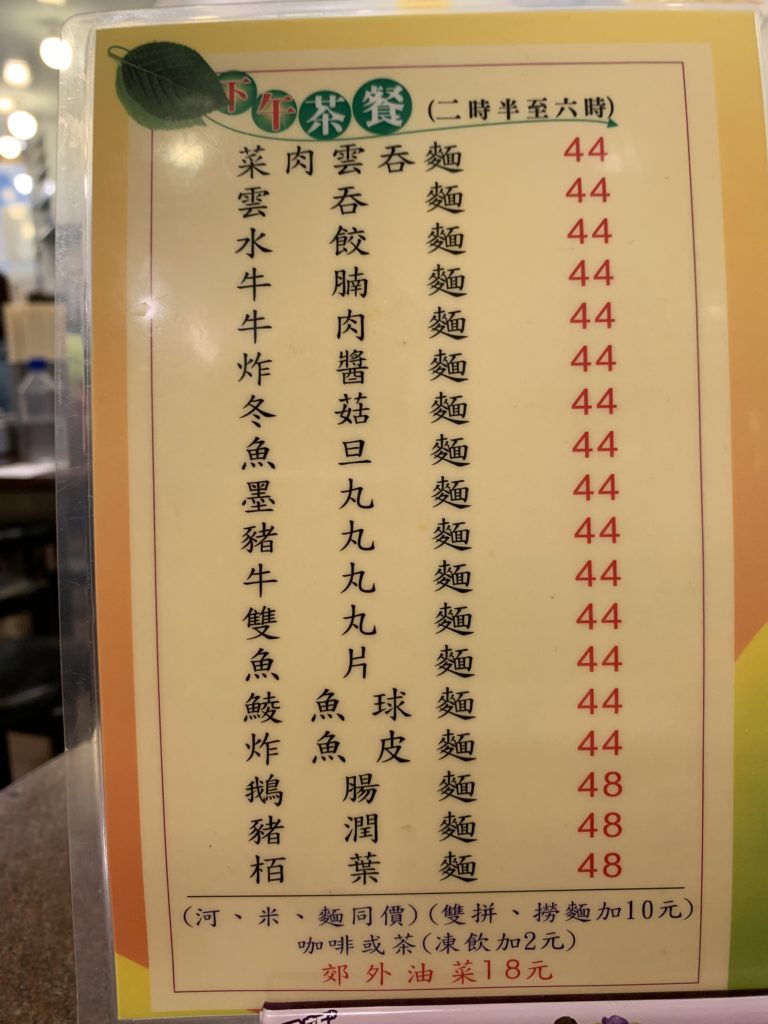 下午茶餐(二時半至六時)
菜肉雲吞麵 44
雲吞麵 44
水餃麵 44
牛腩麵 44
牛肉麵 44
炸醬麵 44
冬菇麵 44
魚旦麵 44
墨丸麵 44
豬丸麵 44
牛丸麵 44
雙丸麵 44
魚片麵 44
鯪魚球麵 44
炸魚皮麵 44
鵝腸麵 48
豬潤麵 48
栢葉麵 48
(河、米、麵同價)(雙拼、撈麵加10元)
咖啡或茶(凍飲加2元)
郊外油菜18元